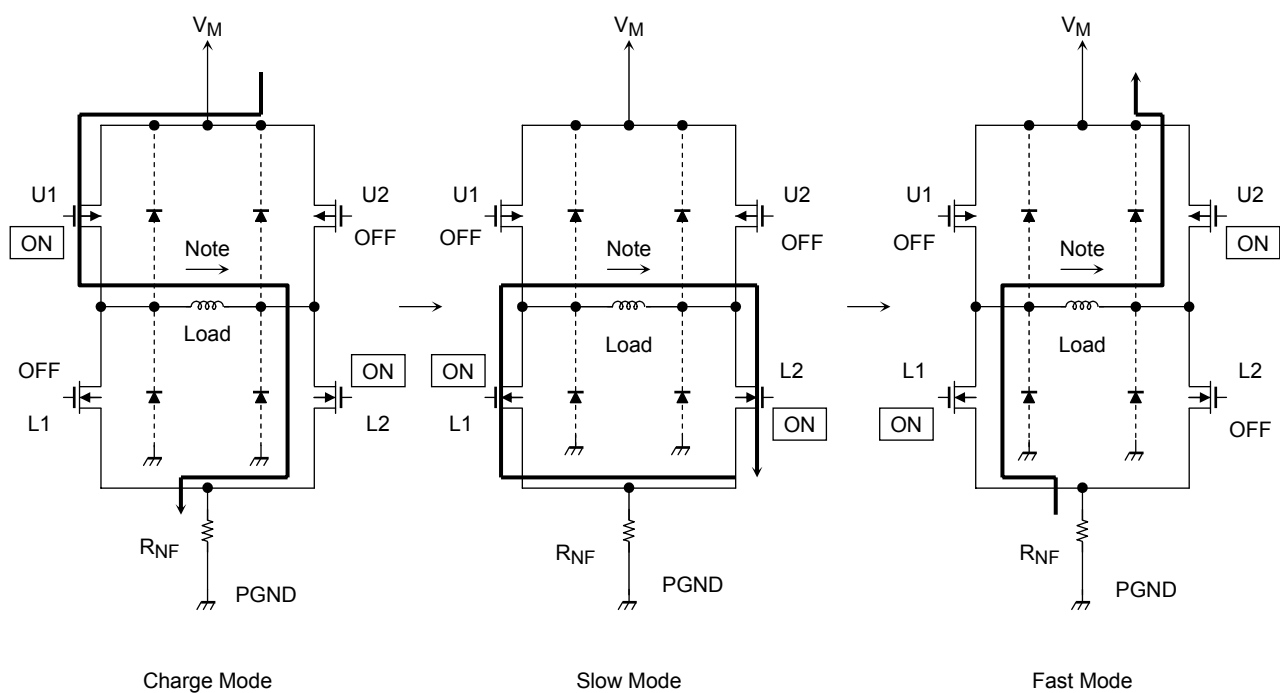 VM
U1
ON
U2
OFF
Note
Load
OFF
L1
ON
L2
RNF
PGND
Charge Mode
VM
U1
OFF
U2
OFF
Note
Load
ON
L1
L2
ON
RNF
PGND
Slow Mode
VM
U1
OFF
U2
ON
Note
Load
L1
ON
L2
OFF
RNF
PGND
Fast Mode